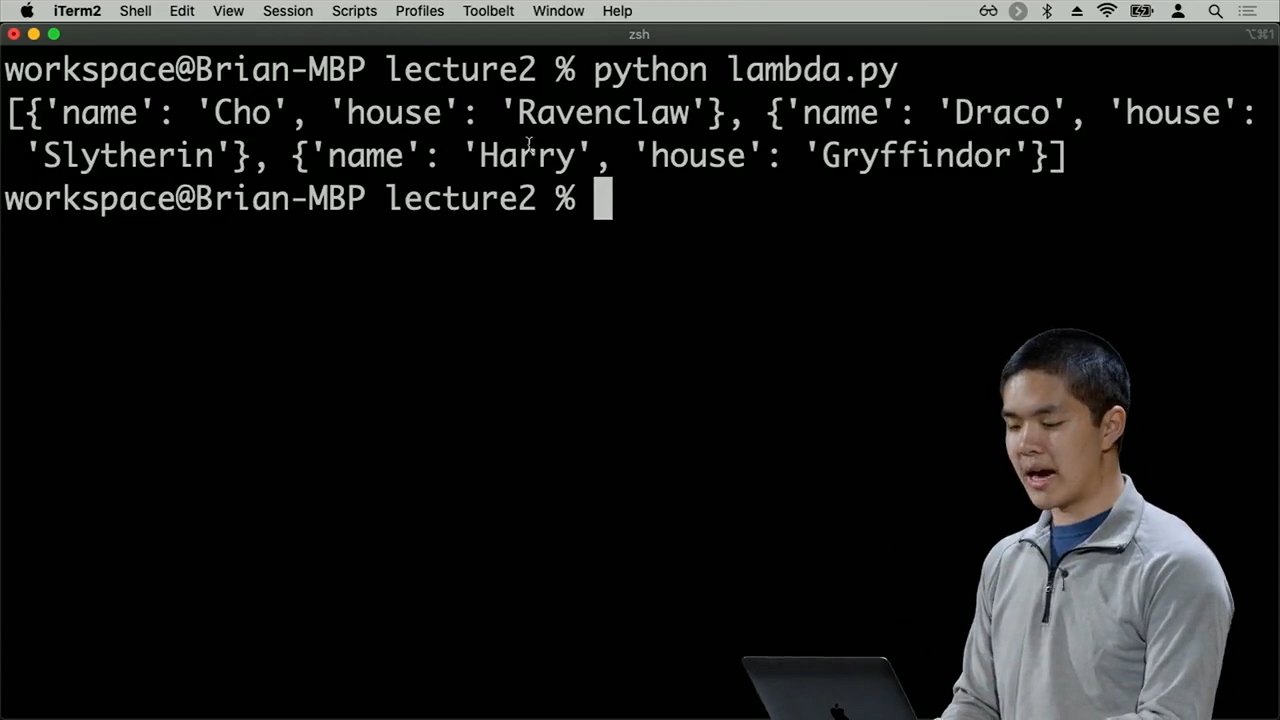 iTerm2 Shell Edit View Session Scripts Profiles Toolbelt Window Help
zsh
⌥⌘1
workspace@Brian-MBP lecture2 % python lambda.py
[{'name': 'Cho', 'house': 'Ravenclaw'}, {'name': 'Draco', 'house':
'Slytherin'}, {'name': 'Harry', 'house': 'Gryffindor'}]
workspace@Brian-MBP lecture2 %